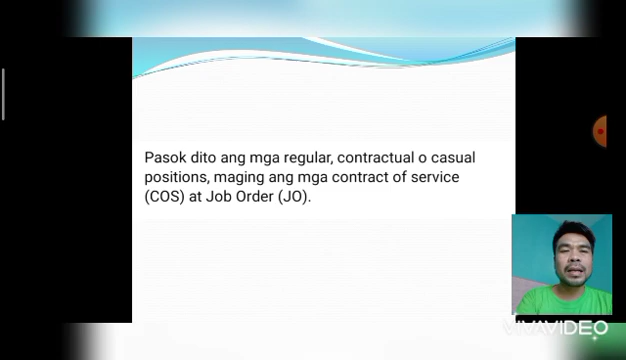 Pasok dito ang mga regular, contractual o casual
positions, maging ang mga contract of service
(COS) at Job Order (JO).
VIVAVIDEO